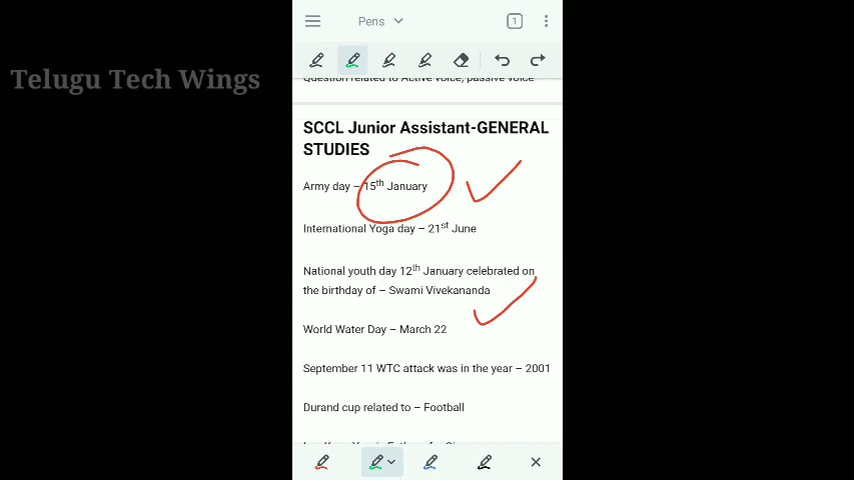 Pens
1
Telugu Tech Wings
Question related to Active voice, passive voice
SCCL Junior Assistant-GENERAL
STUDIES
Army day – 15th January
International Yoga day – 21st June
National youth day 12th January celebrated on
the birthday of – Swami Vivekananda
World Water Day – March 22
September 11 WTC attack was in the year – 2001
Durand cup related to – Football